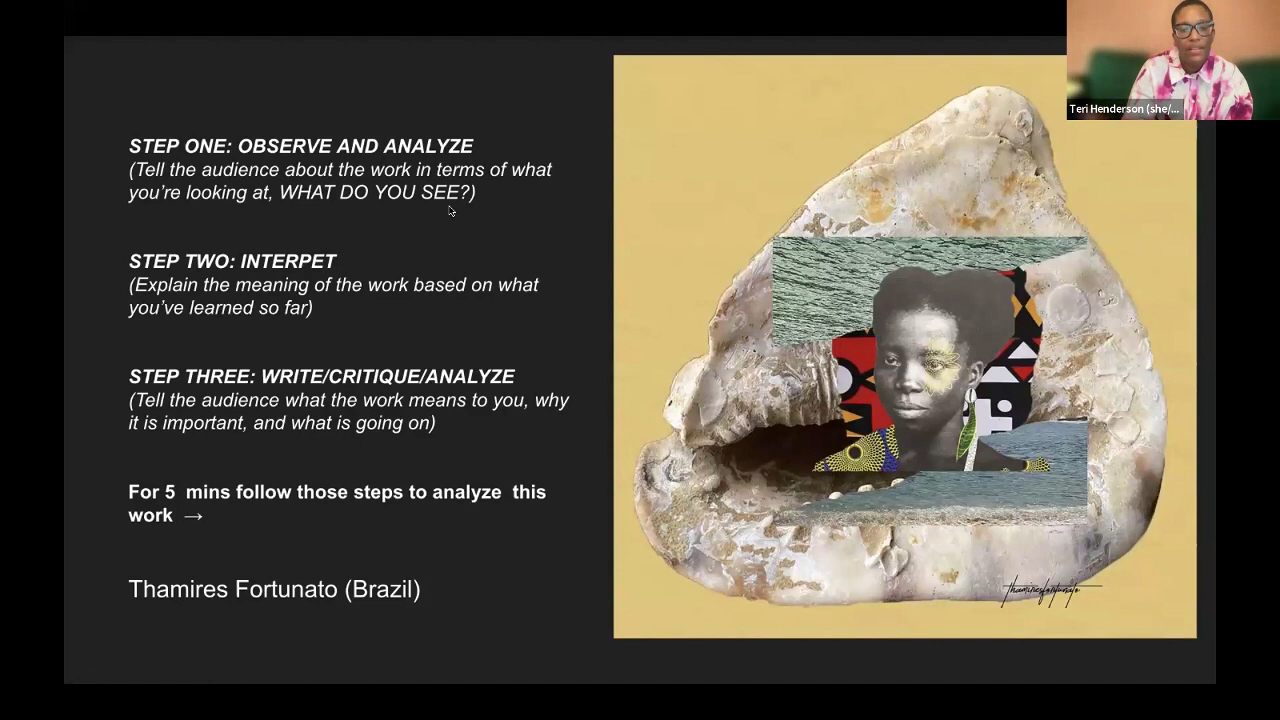 STEP ONE: OBSERVE AND ANALYZE
(Tell the audience about the work in terms of what
you're looking at, WHAT DO YOU SEE?)
STEP TWO: INTERPET
(Explain the meaning of the work based on what
you've learned so far)
STEP THREE: WRITE/CRITIQUE/ANALYZE
(Tell the audience what the work means to you, why
it is important, and what is going on)
For 5 mins follow those steps to analyze this
work →
Thamires Fortunato (Brazil)
Teri Henderson (she/...
thamiresfortunato